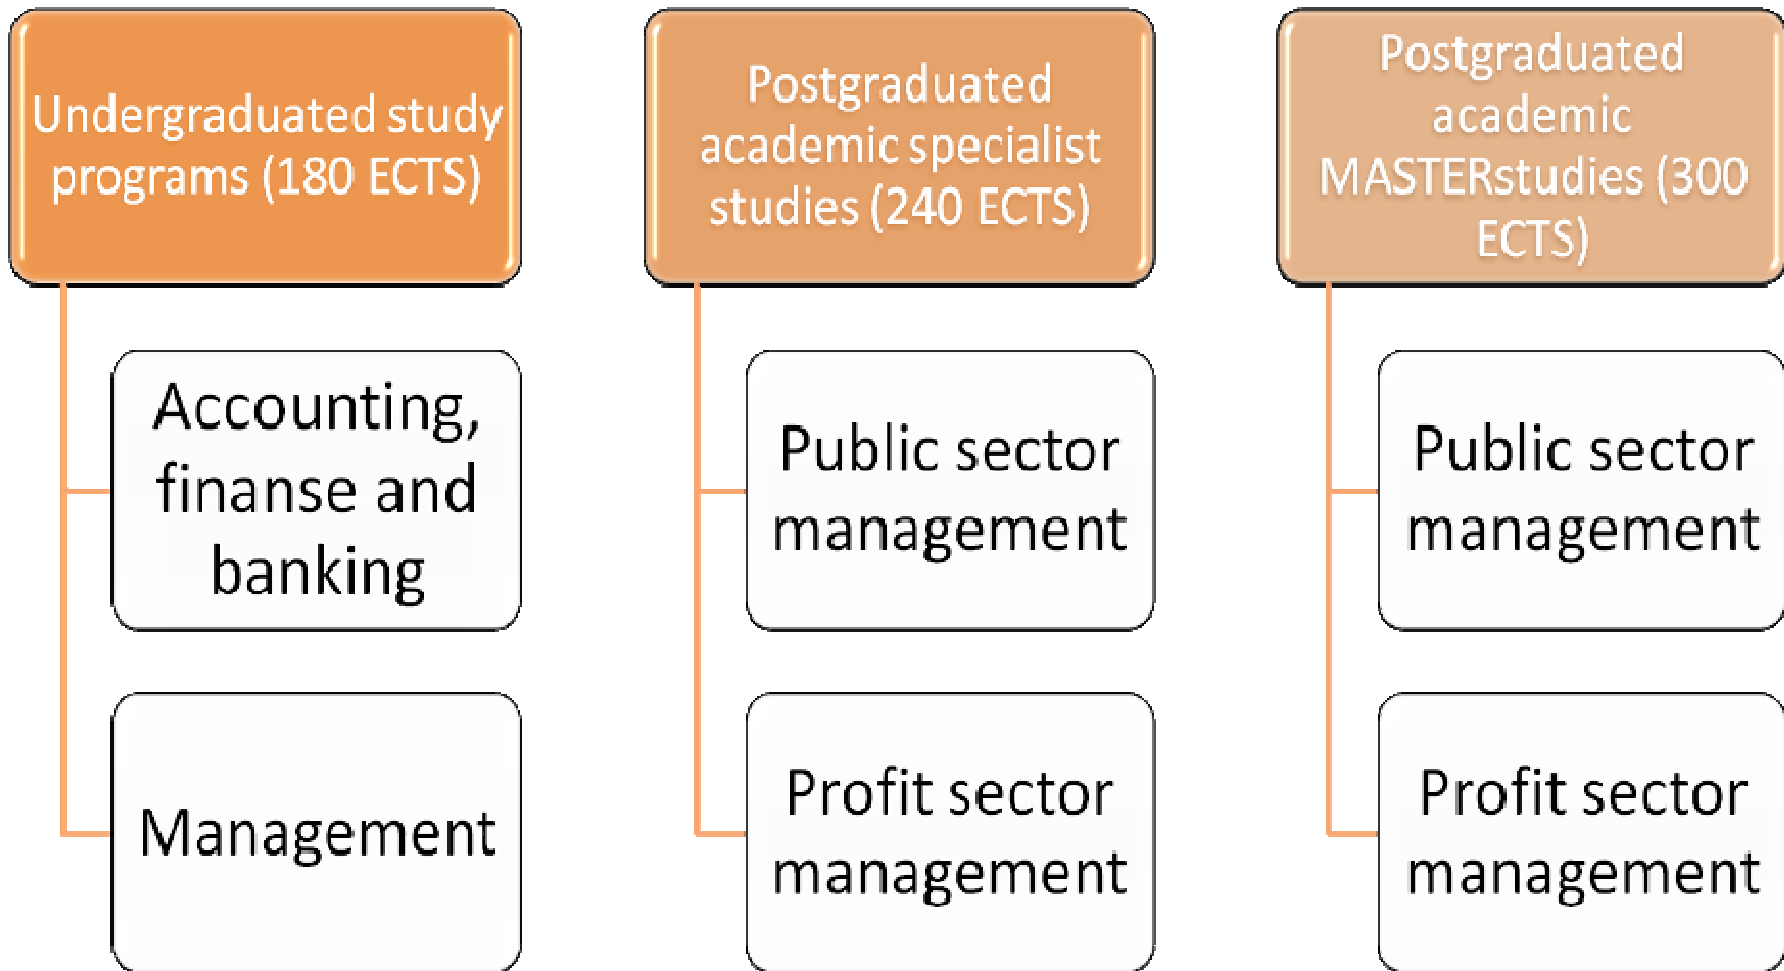 Undergraduated study
programs (180 ECTS)
Accounting,
finanse and
banking
Management
Postgraduated
academic specialist
studies (240 ECTS)
Public sector
management
Profit sector
management
Postgraduated
academic
MASTERstudies (300
ECTS)
Public sector
management
Profit sector
management